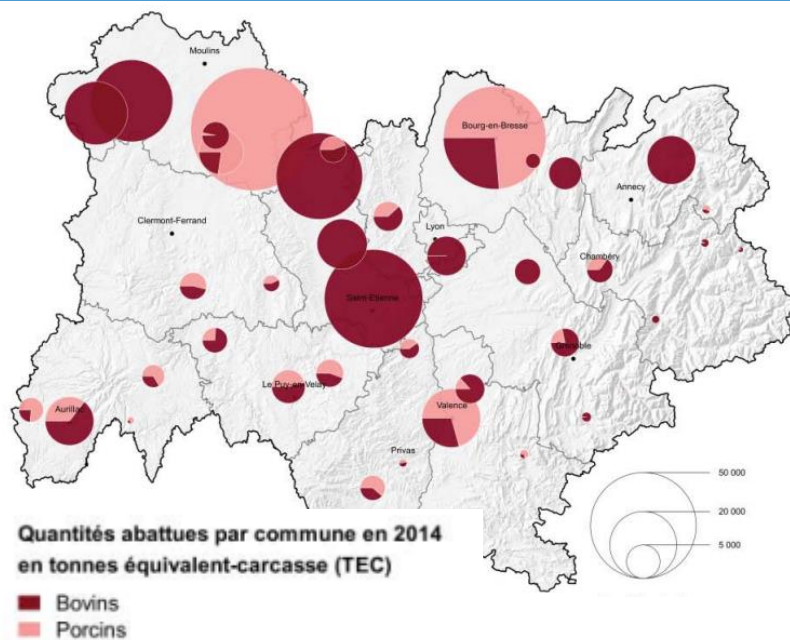 Moulins
Bourg-en-Bresse
Annecy
Clermont-Ferrand
Lyon
Chambéry
Saint-Etienne
Grenoble
Le Puy-en-Velay
Aurillac
Valence
Privas
50 000
20 000
5 000
Quantités abattues par commune en 2014
en tonnes équivalent-carcasse (TEC)
Bovins
Porcins